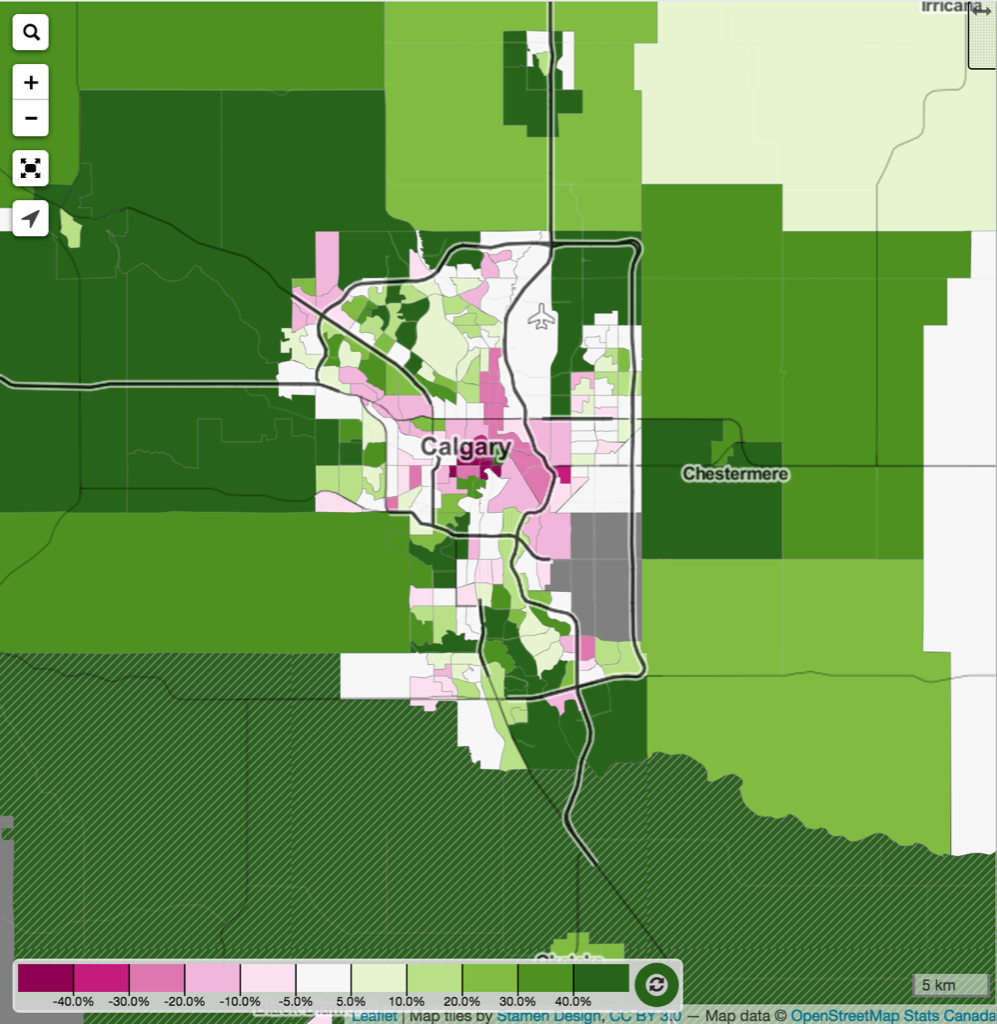 Irricana
Calgary
Chestermere
-40.0% -30.0% -20.0% -10.0% -5.0% 5.0% 10.0% 20.0% 30.0% 40.0%
5 km
Leaflet | Map tiles by Stamen Design, CC BY 3.0 — Map data © OpenStreetMap Stats Canada